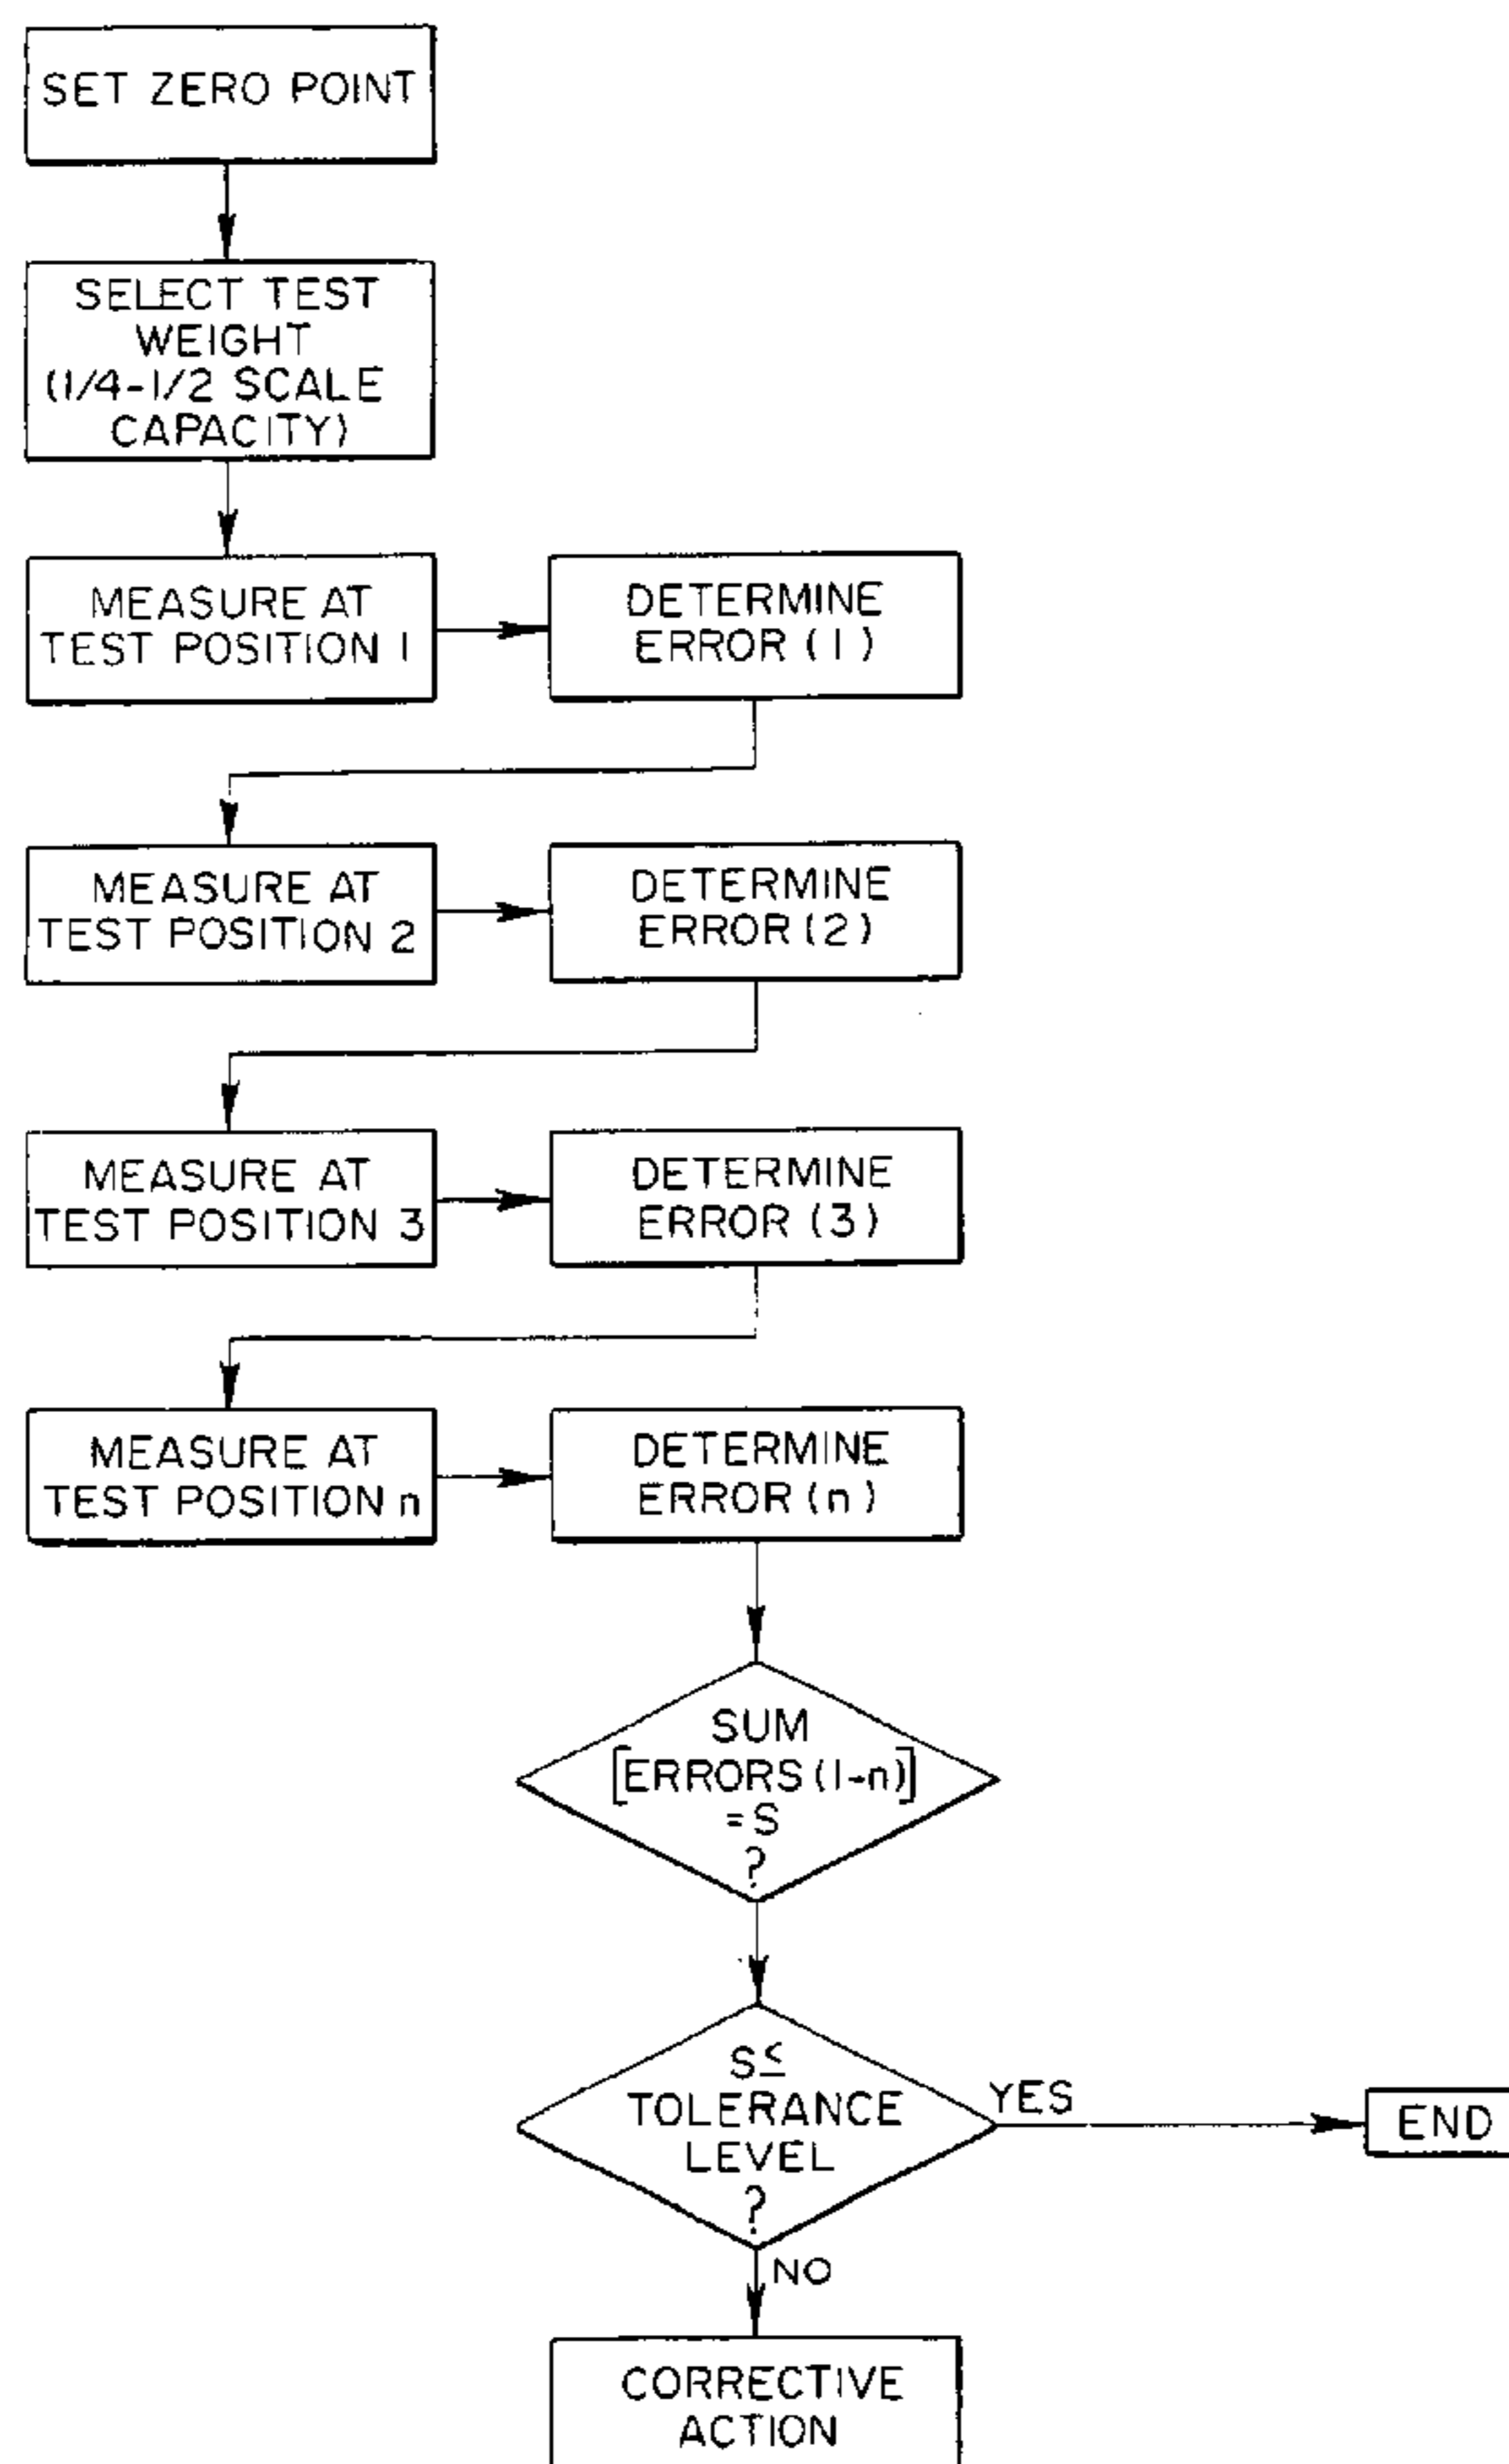 SET ZERO POINT
SELECT TEST
WEIGHT
(1/4-1/2 SCALE
CAPACITY)
MEASURE AT
TEST POSITION 1
DETERMINE
ERROR (1)
MEASURE AT
TEST POSITION 2
DETERMINE
ERROR (2)
MEASURE AT
TEST POSITION 3
DETERMINE
ERROR (3)
MEASURE AT
TEST POSITION n
DETERMINE
ERROR (n)
SUM
[ERRORS (1-n)]
=S
?
S≤
TOLERANCE
LEVEL
?
YES
END
NO
CORRECTIVE
ACTION